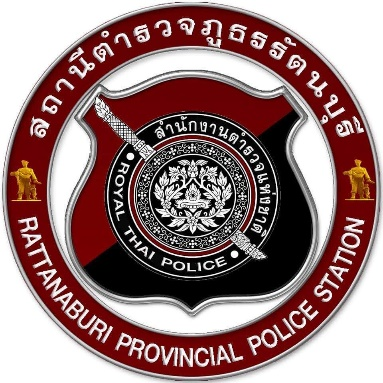 สถานีตำรวจภูธรรัตนบุรี
สำนักงานตำรวจแห่งชาติ
ROYAL THAI POLICE
RATTANABURI PROVINCIAL POLICE STATION